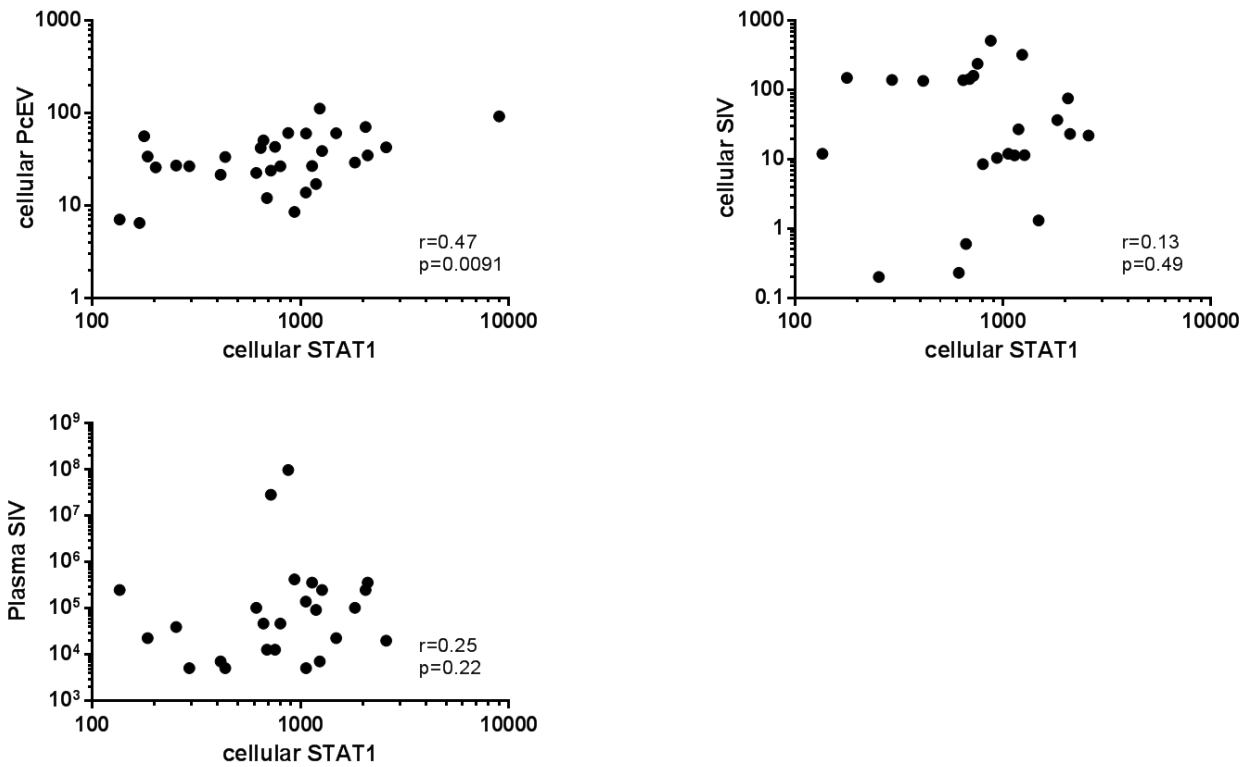 1000
100
10
1
cellular PcEV
r=0.47
p=0.0091
100 1000 10000
cellular STAT1
1000
100
10
1
0.1
cellular SIV
r=0.13
p=0.49
100 1000 10000
cellular STAT1
10⁹
10⁸
10⁷
10⁶
10⁵
10⁴
10³
Plasma SIV
r=0.25
p=0.22
100 1000 10000
cellular STAT1